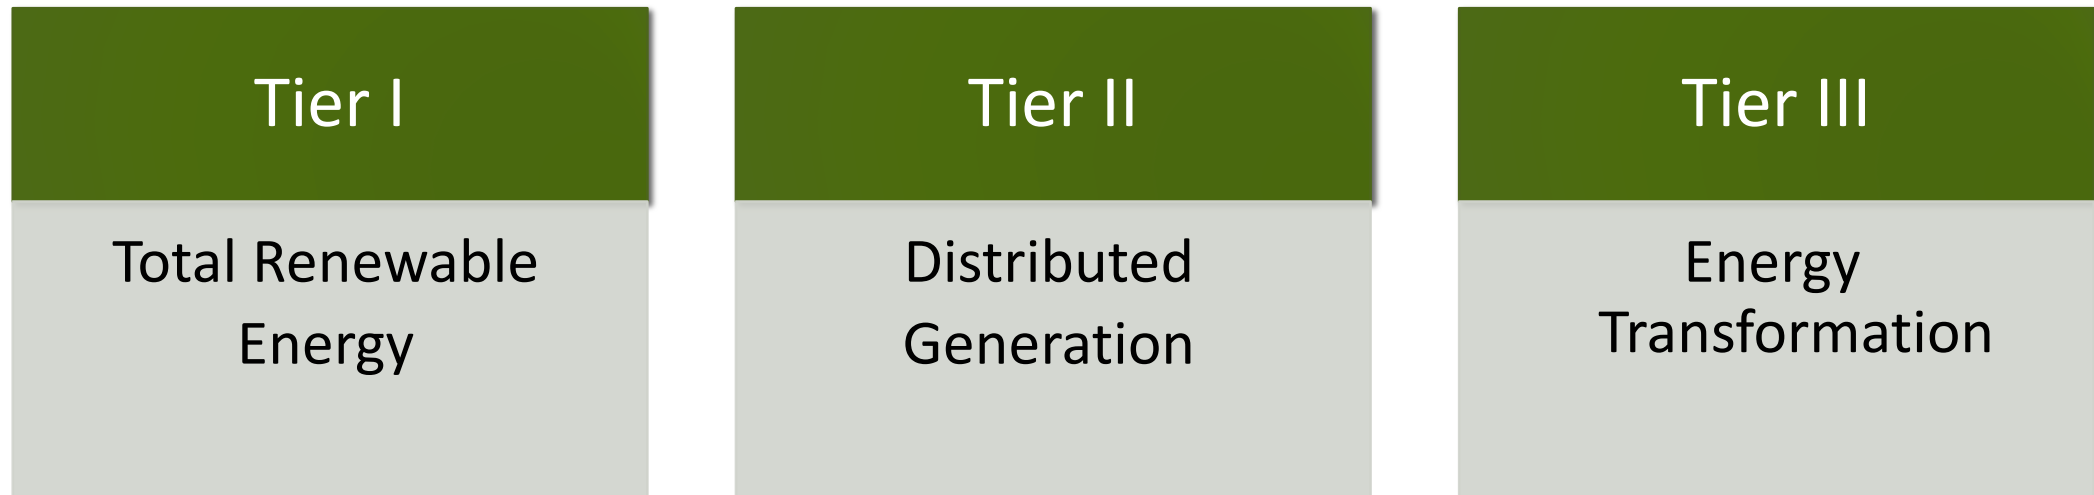 Tier I
Total Renewable
Energy
Tier II
Distributed
Generation
Tier III
Energy
Transformation